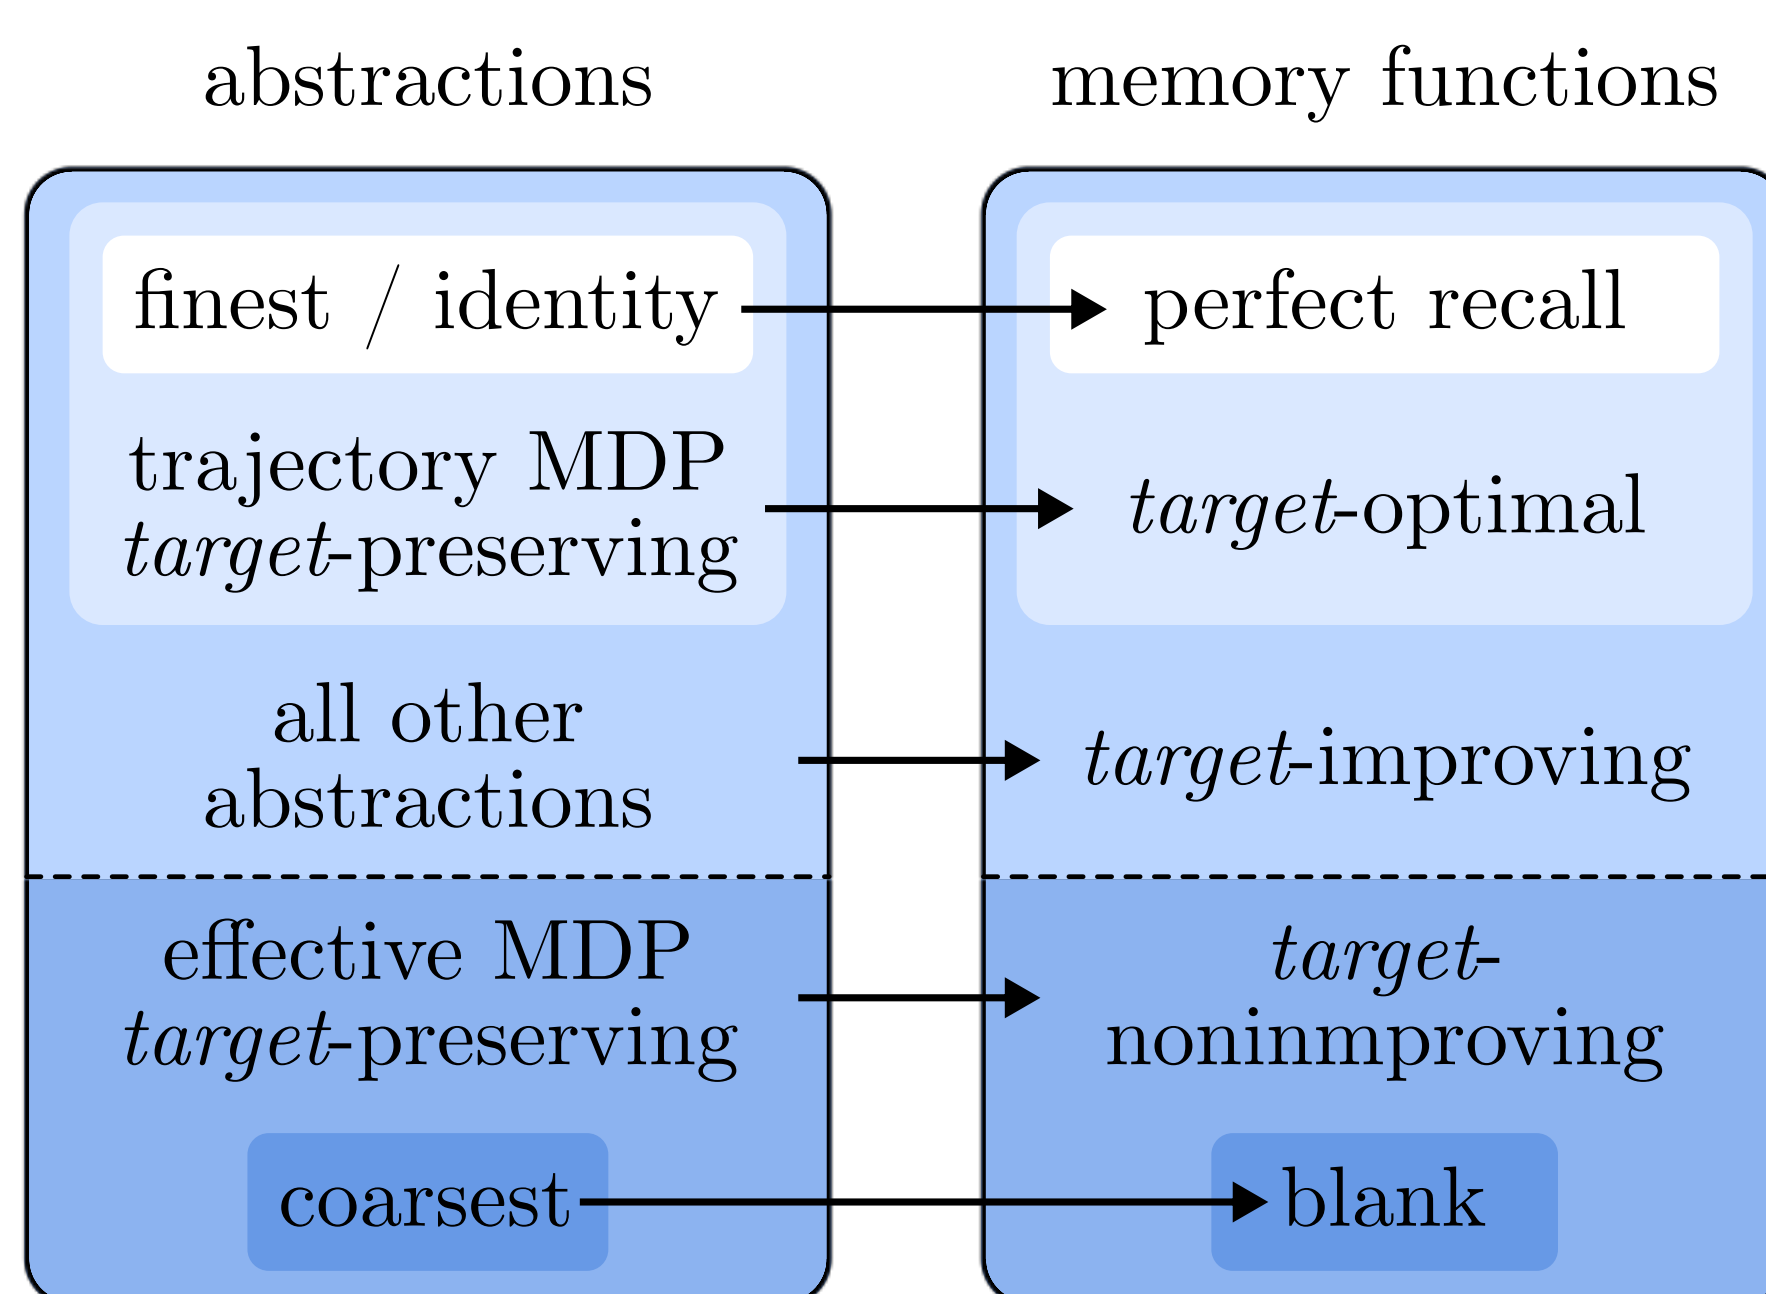 abstractions
memory functions
finest / identity
perfect recall
trajectory MDP
target-preserving
target-optimal
all other
abstractions
target-improving
effective MDP
target-preserving
target-
noninmproving
coarsest
blank